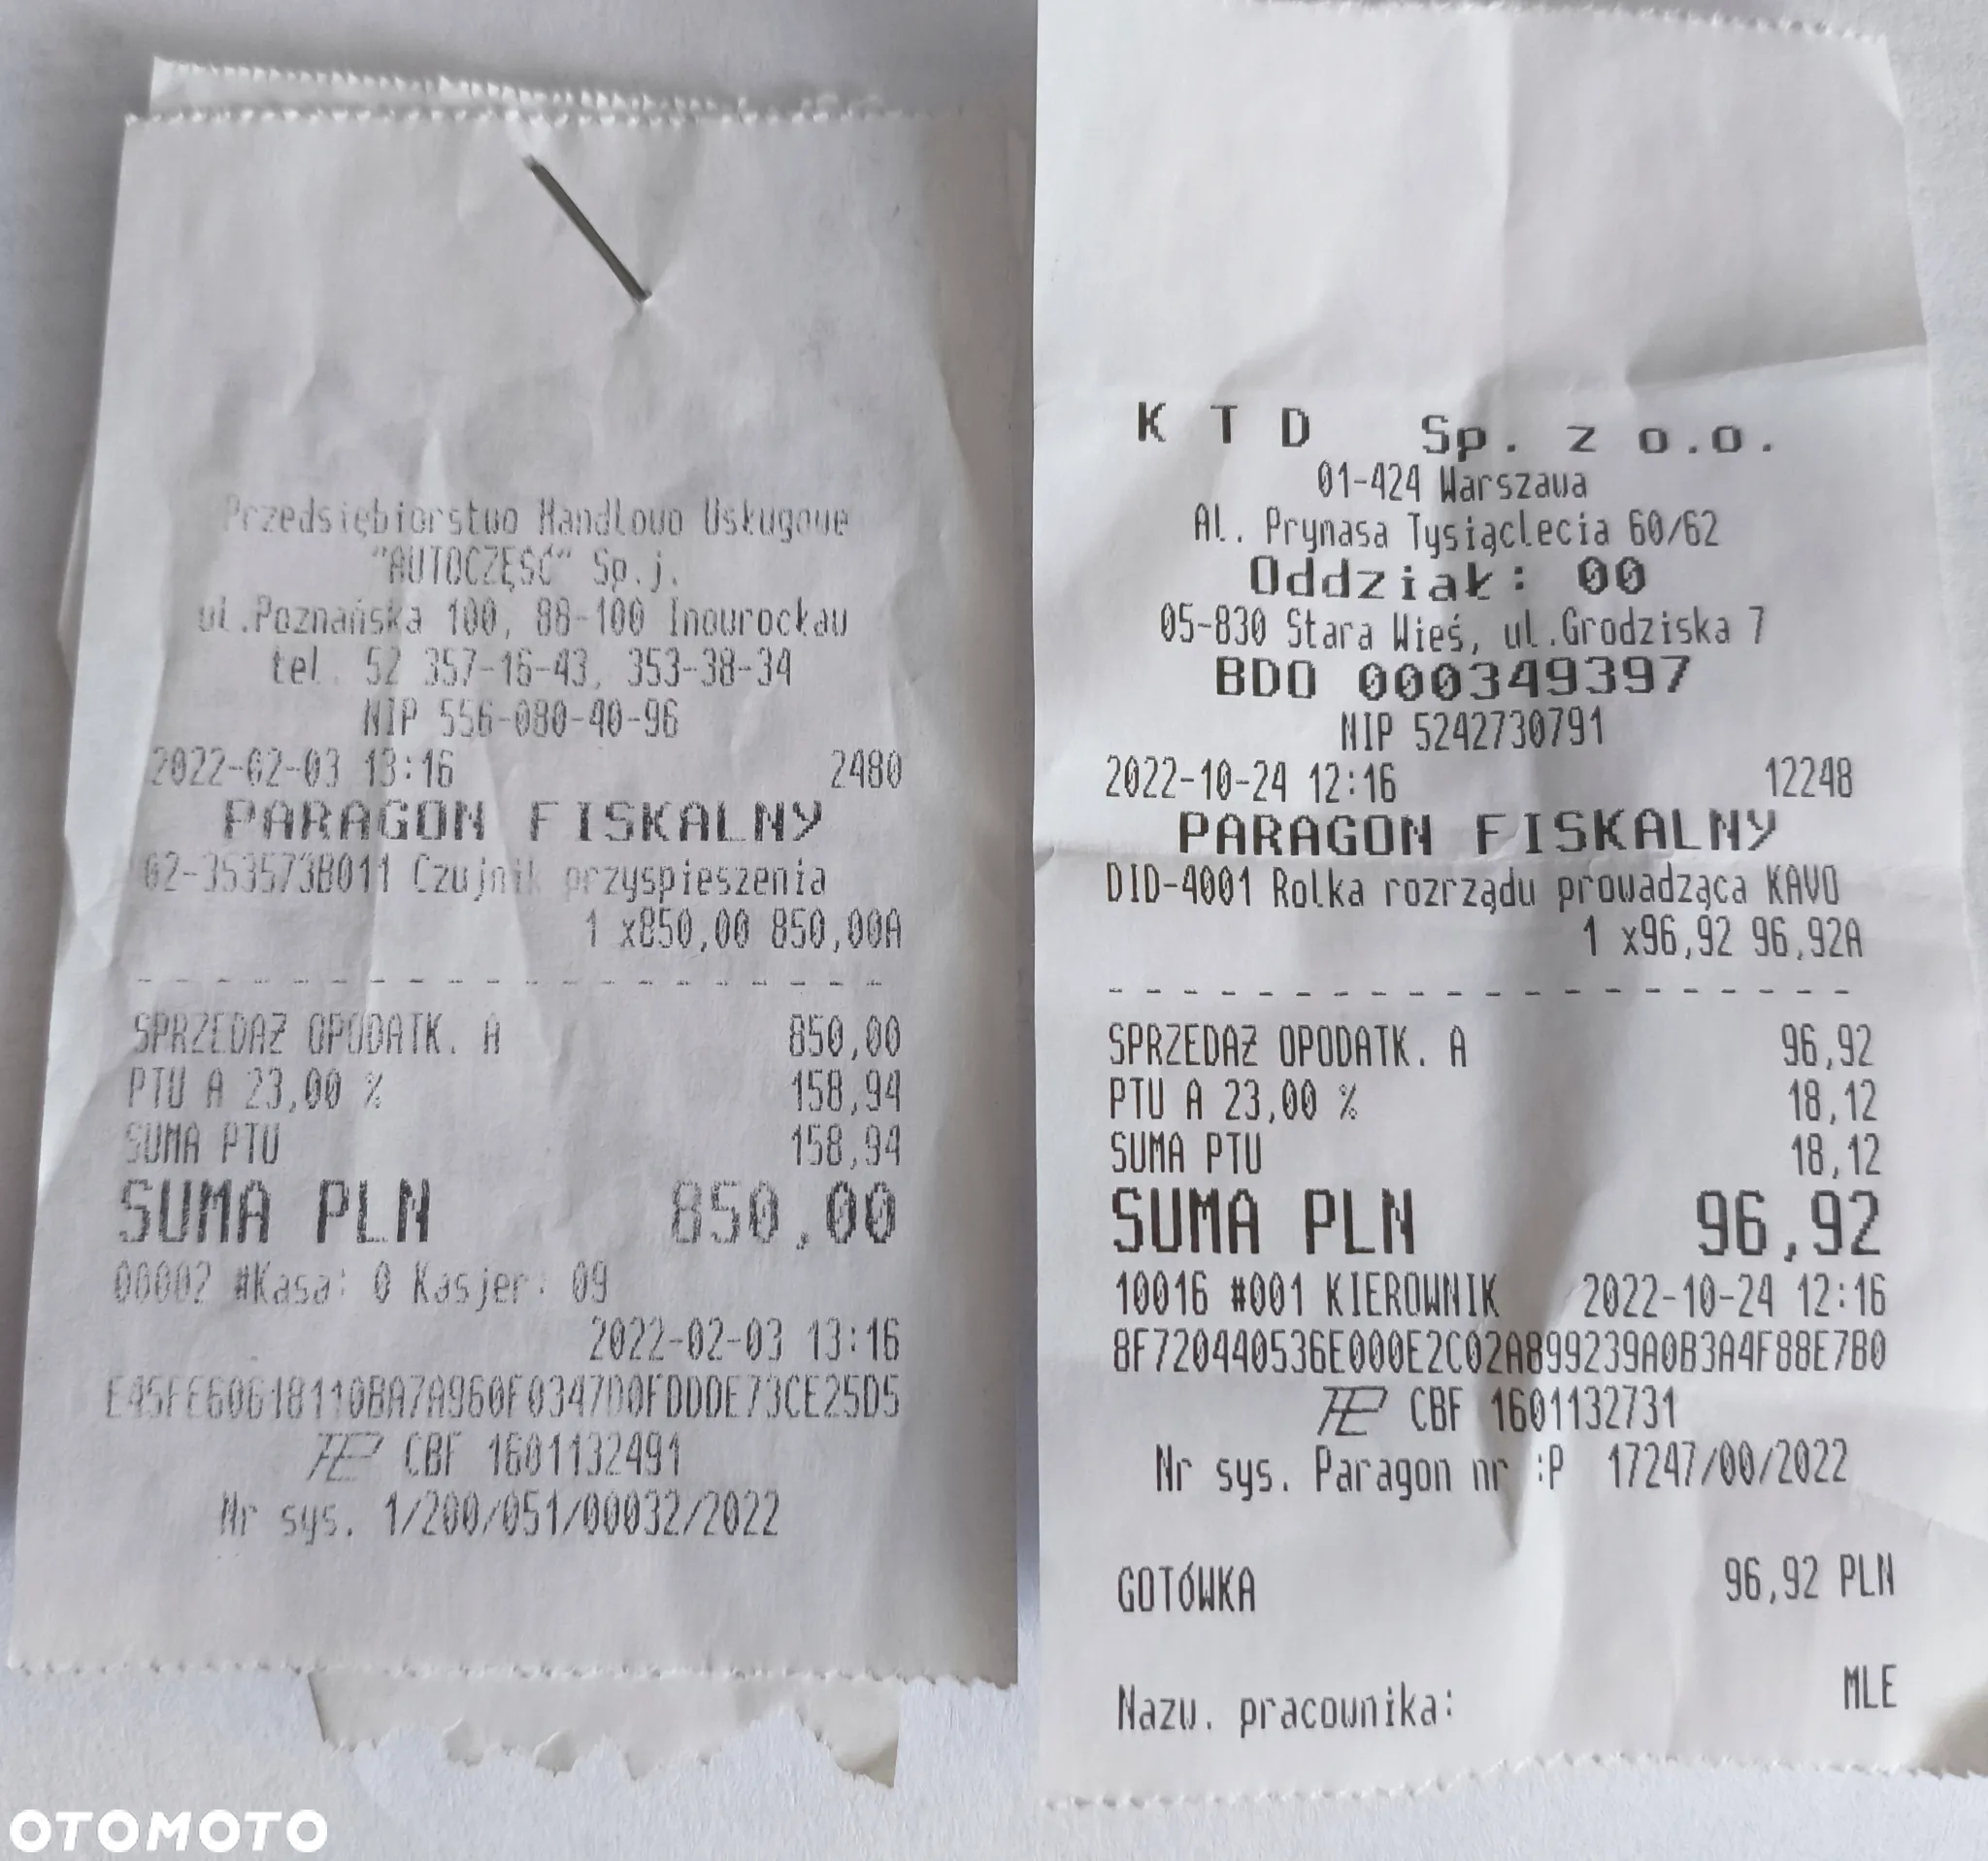 Przedsiębiorstwo Handlowo Usługowe
"AUTOCZĘŚĆ" Sp.j.
ul.Poznańska 100, 88-100 Inowrocław
tel. 52 357-16-43, 353-38-34
NIP 556-080-40-96
2022-02-03 13:16 2480
PARAGON FISKALNY
02-353573B011 Czujnik przyspieszenia
1 x850,00 850,00A
SPRZEDAŻ OPODATK. A 850,00
PTU A 23,00 % 158,94
SUMA PTU 158,94
SUMA PLN 850,00
00002 #Kasa: 0 Kasjer: 09
2022-02-03 13:16
E45FE60618110BA7A960F0347D0FDDDE73CE25D5
CBF 1601132491
Nr sys. 1/200/051/00032/2022
K T D Sp. z o.o.
01-424 Warszawa
Al. Prymasa Tysiąclecia 60/62
Oddział: 00
05-830 Stara Wieś, ul.Grodziska 7
BDO 000349397
NIP 5242730791
2022-10-24 12:16 12248
PARAGON FISKALNY
DID-4001 Rolka rozrządu prowadząca KAVO
1 x96,92 96,92A
SPRZEDAŻ OPODATK. A 96,92
PTU A 23,00 % 18,12
SUMA PTU 18,12
SUMA PLN 96,92
10016 #001 KIEROWNIK 2022-10-24 12:16
8F720440536E000E2C02A899239A0B3A4F88E7B0
CBF 1601132731
Nr sys. Paragon nr :P 17247/00/2022
GOTÓWKA 96,92 PLN
Nazw. pracownika: MLE
OTOMOTO